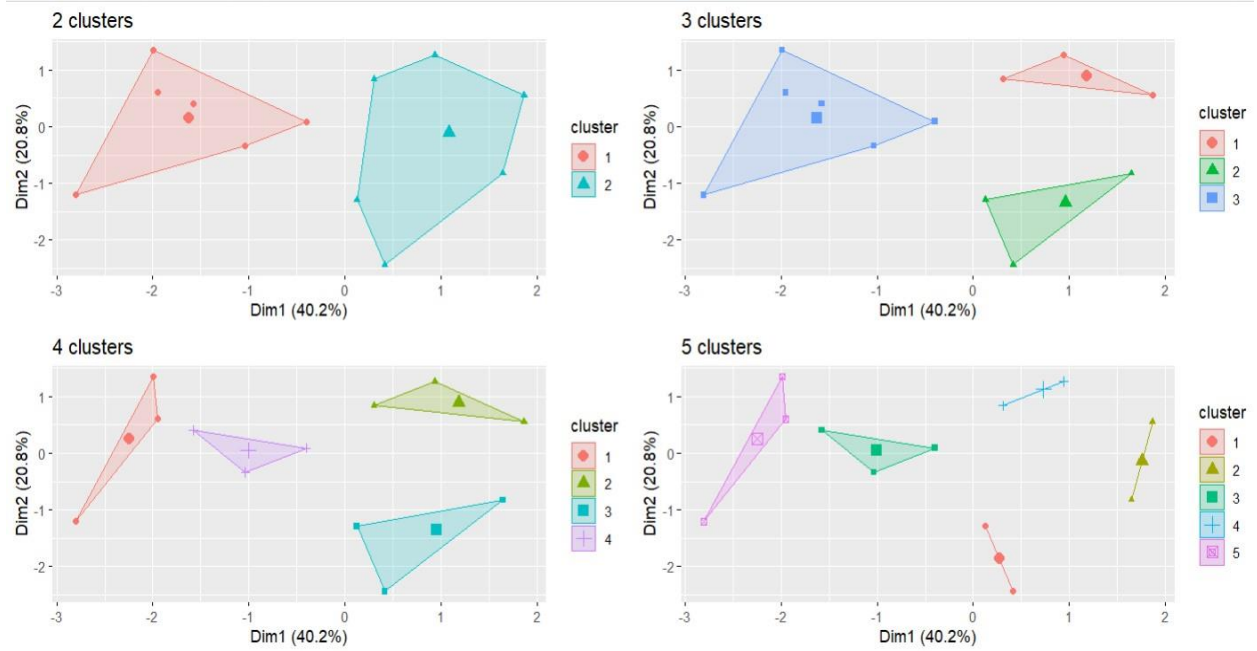 2 clusters
1
0
-1
-2
Dim2 (20.8%)
-3 -2 -1 0 1 2
Dim1 (40.2%)
cluster
1
2
3 clusters
1
0
-1
-2
Dim2 (20.8%)
-3 -2 -1 0 1 2
Dim1 (40.2%)
cluster
1
2
3
4 clusters
1
0
-1
-2
Dim2 (20.8%)
-3 -2 -1 0 1 2
Dim1 (40.2%)
cluster
1
2
3
4
5 clusters
1
0
-1
-2
Dim2 (20.8%)
-3 -2 -1 0 1 2
Dim1 (40.2%)
cluster
1
2
3
4
5